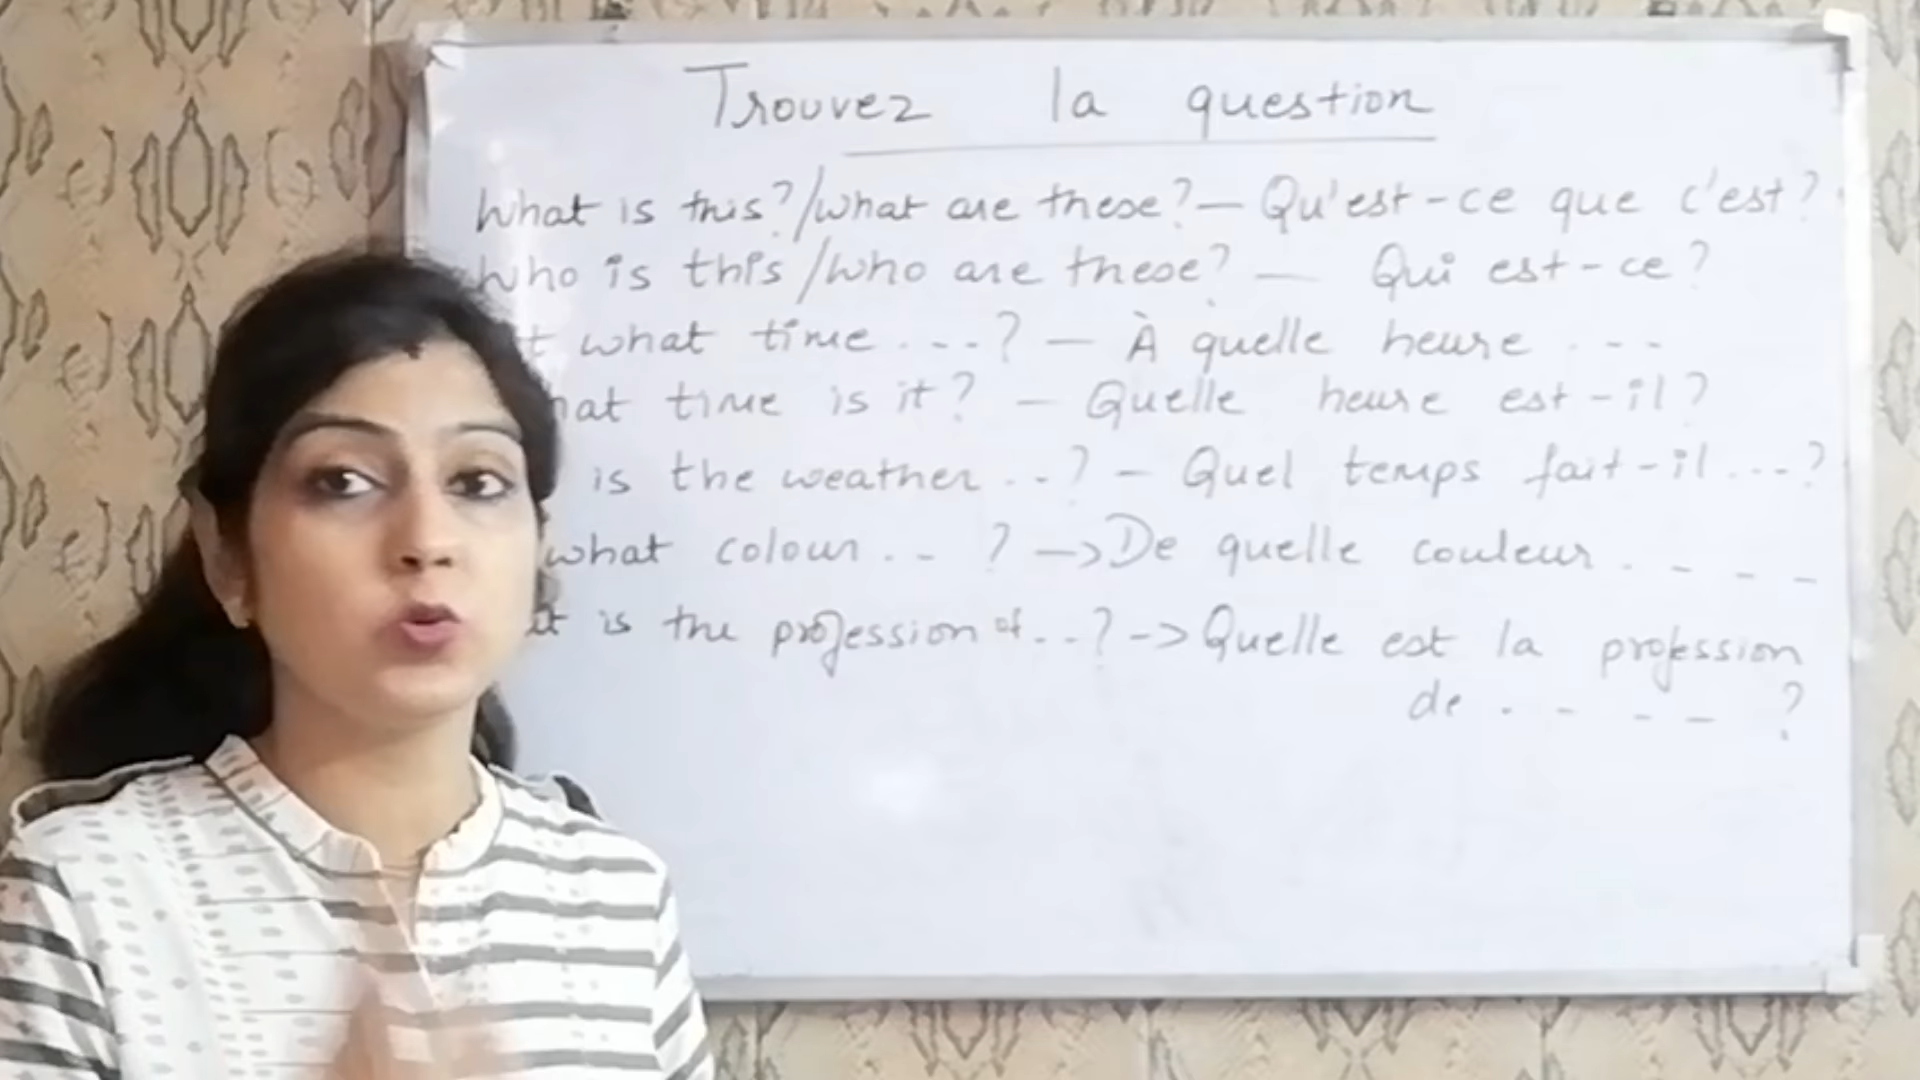 Trouvez la question
What is this?/what are these?— Qu'est-ce que c'est?
Who is this /who are these? — Qui est-ce?
what time . - - - ? — À quelle heure . - -
time is it? — Quelle heure est-il?
is the weather . . - ? — Quel temps fait-il . - - - ?
what colour . . - ? —> De quelle couleur . - - -
is the profession of . . - ? -> Quelle est la profession
de . - - - ?